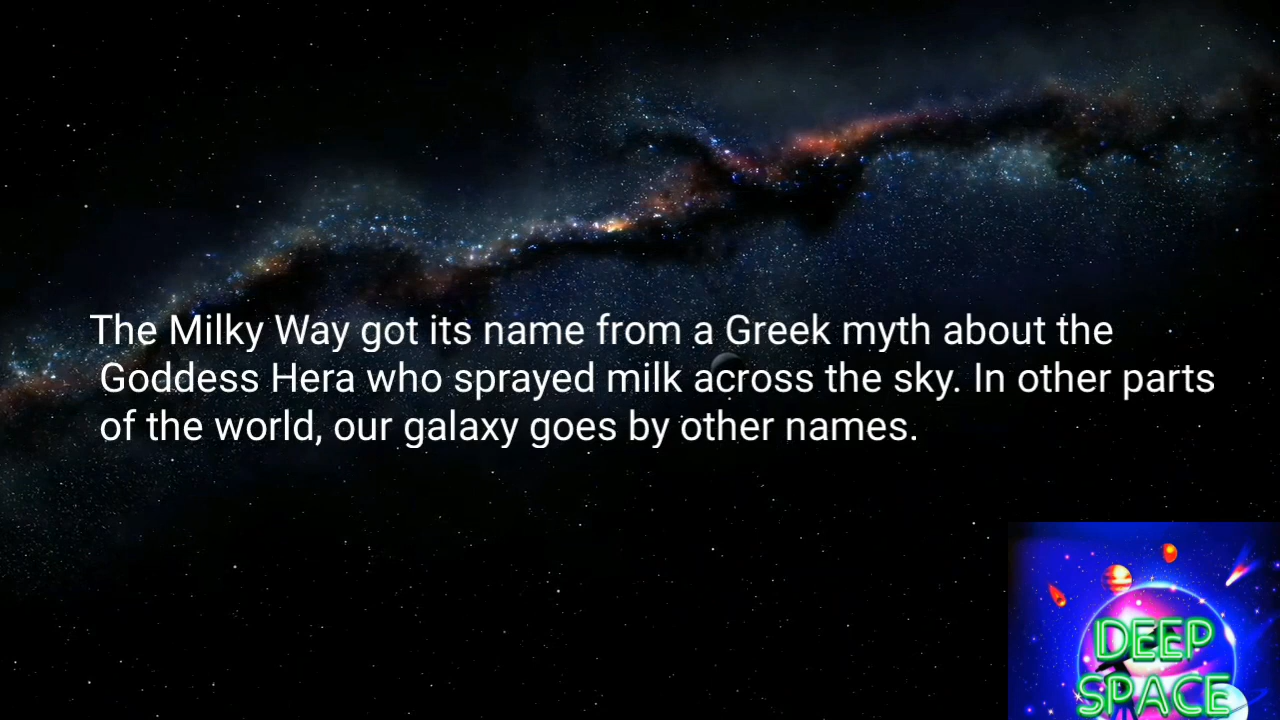 The Milky Way got its name from a Greek myth about the
Goddess Hera who sprayed milk across the sky. In other parts
of the world, our galaxy goes by other names.
DEEP
SPACE